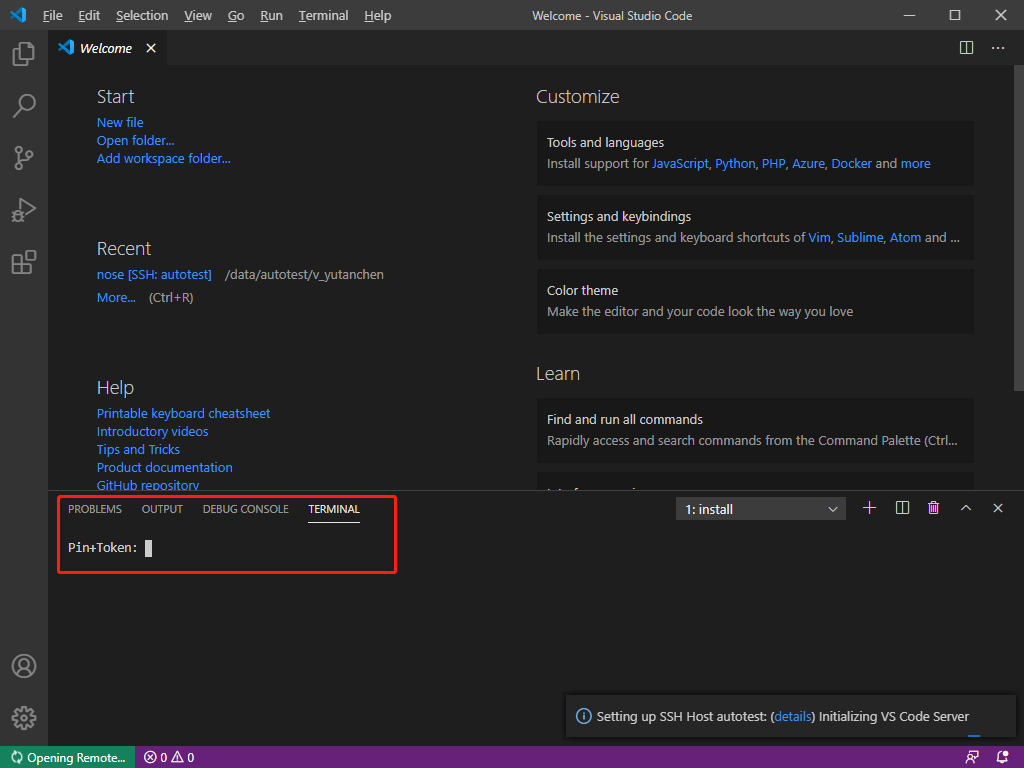 File Edit Selection View Go Run Terminal Help Welcome - Visual Studio Code
Welcome
Start
New file
Open folder...
Add workspace folder...
Recent
nose [SSH: autotest] /data/autotest/v_yutanchen
More... (Ctrl+R)
Help
Printable keyboard cheatsheet
Introductory videos
Tips and Tricks
Product documentation
GitHub repository
Customize
Tools and languages
Install support for JavaScript, Python, PHP, Azure, Docker and more
Settings and keybindings
Install the settings and keyboard shortcuts of Vim, Sublime, Atom and ...
Color theme
Make the editor and your code look the way you love
Learn
Find and run all commands
Rapidly access and search commands from the Command Palette (Ctrl...
PROBLEMS OUTPUT DEBUG CONSOLE TERMINAL
1: install
Pin+Token:
Setting up SSH Host autotest: (details) Initializing VS Code Server
Opening Remote... 0 0